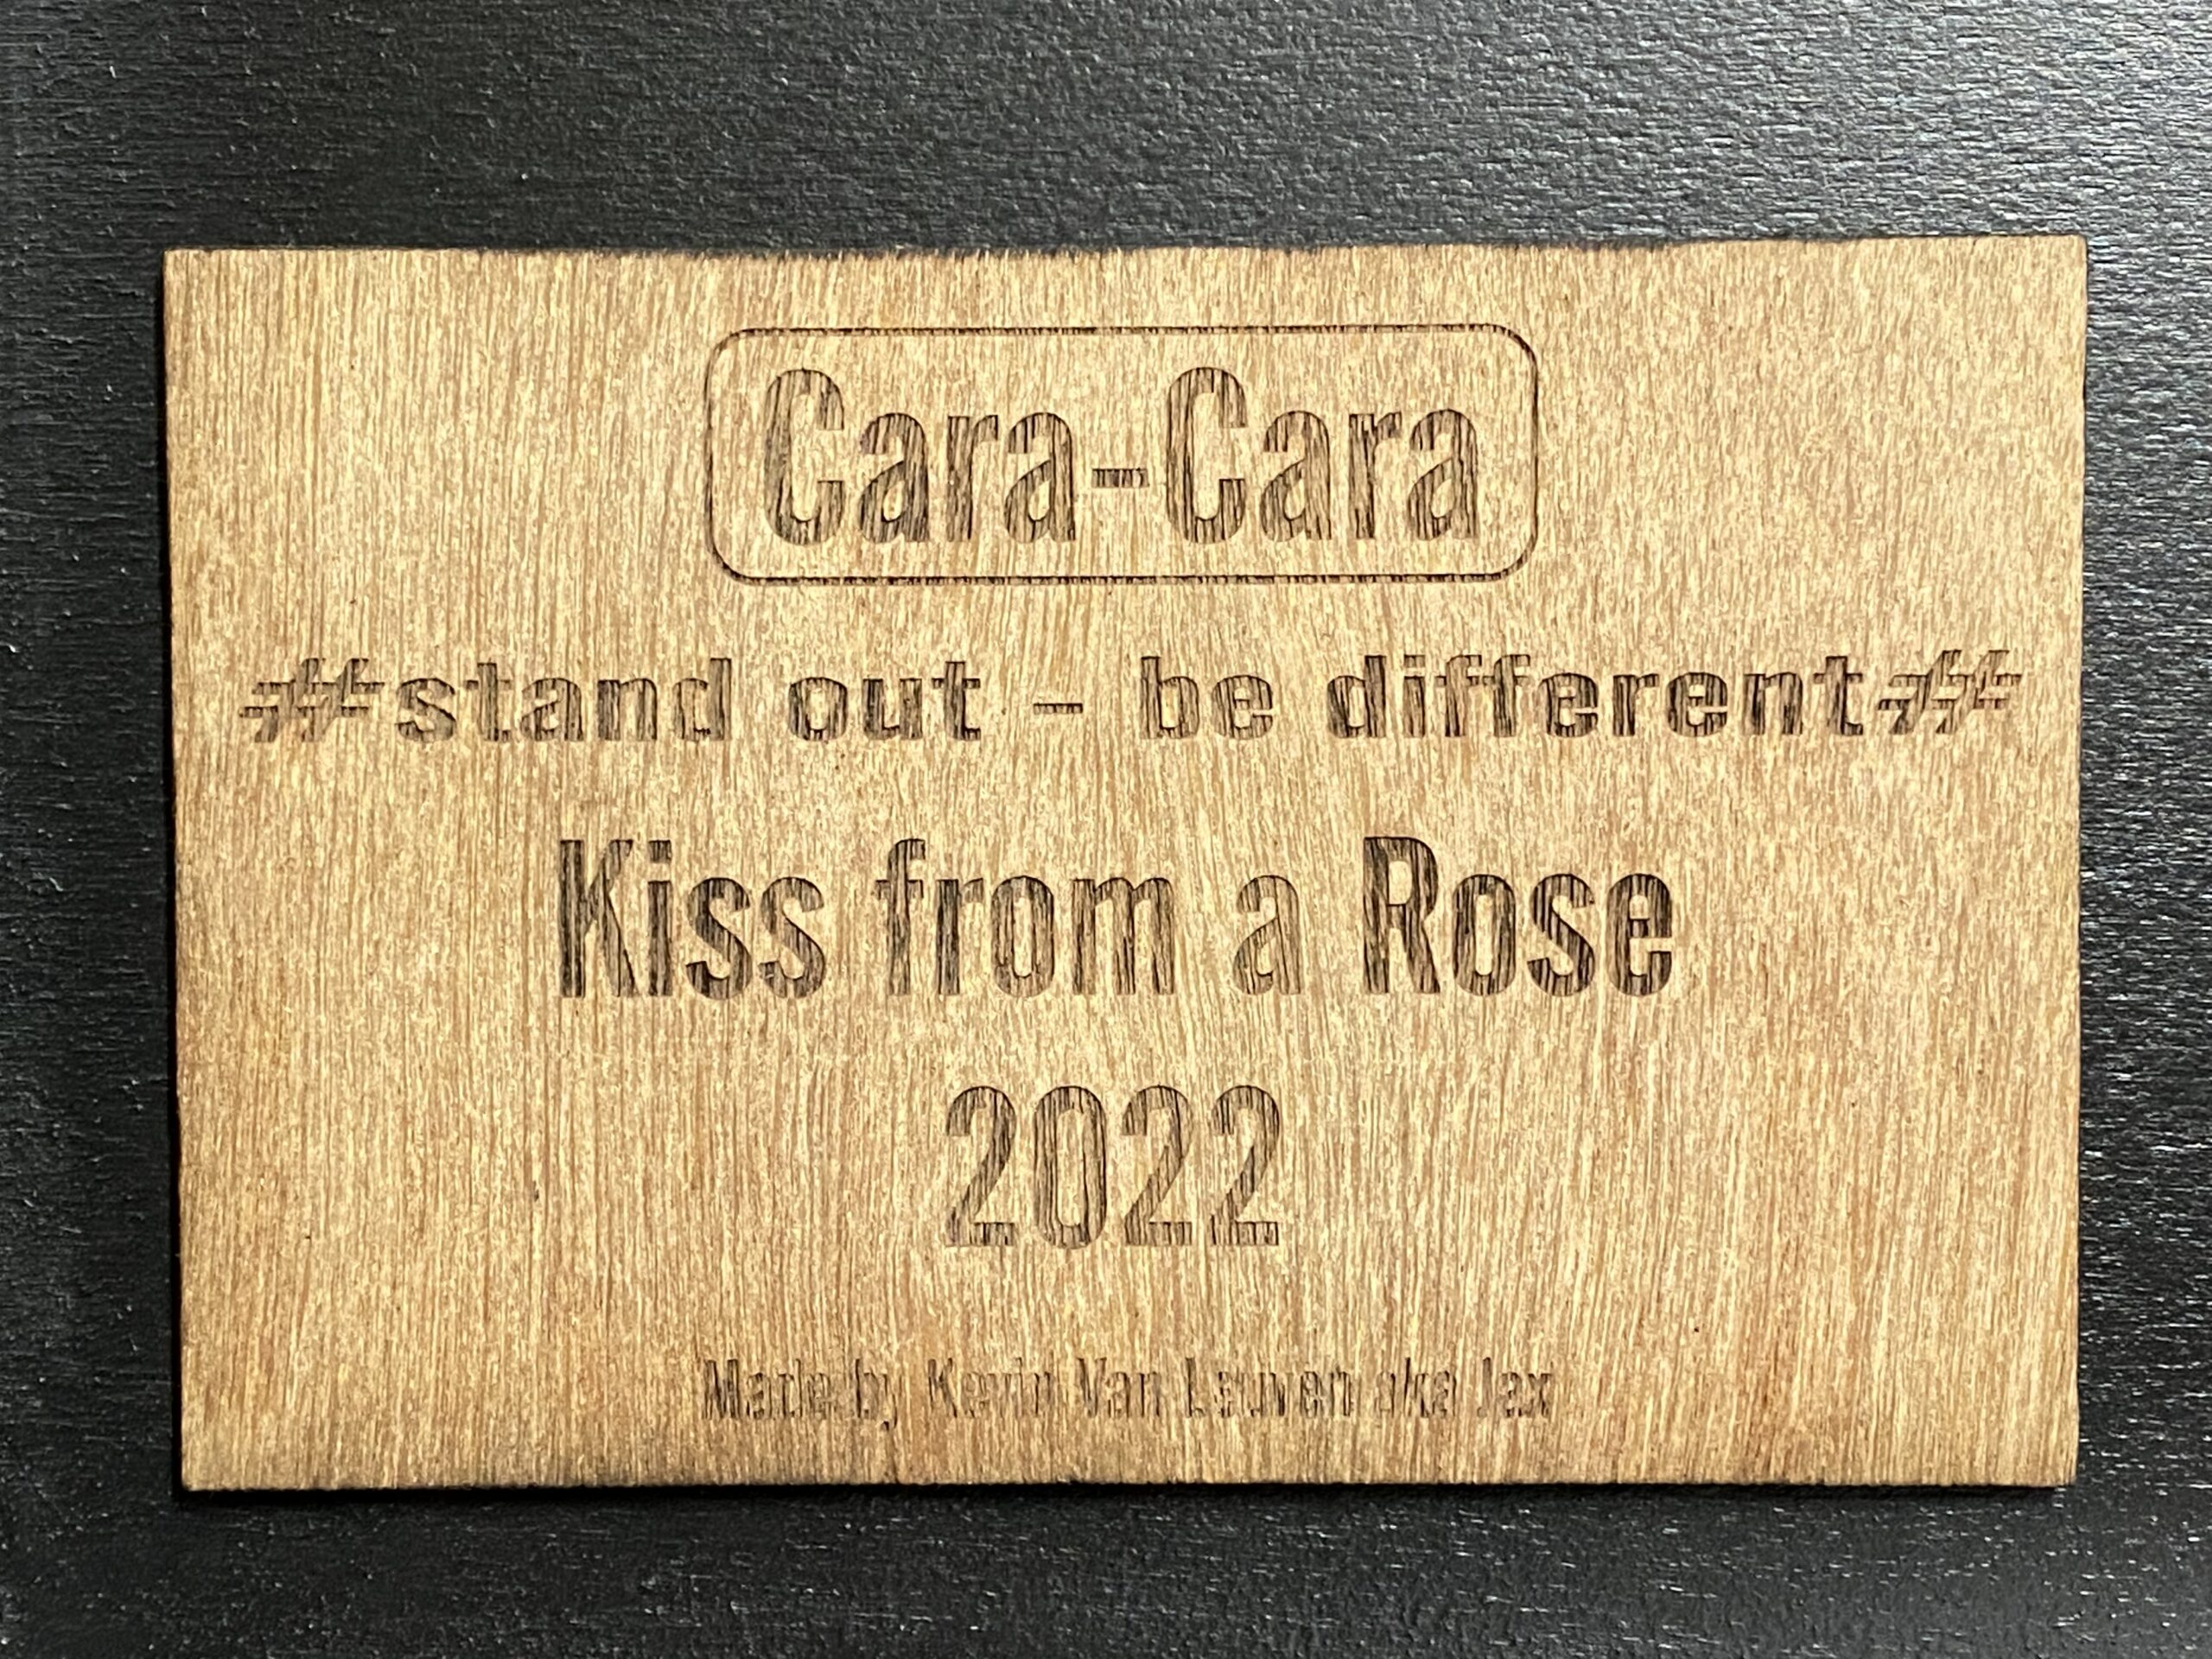 Cara-Cara
#stand out - be different#
Kiss from a Rose
2022
Made by Kevin Van Leuven aka Jax